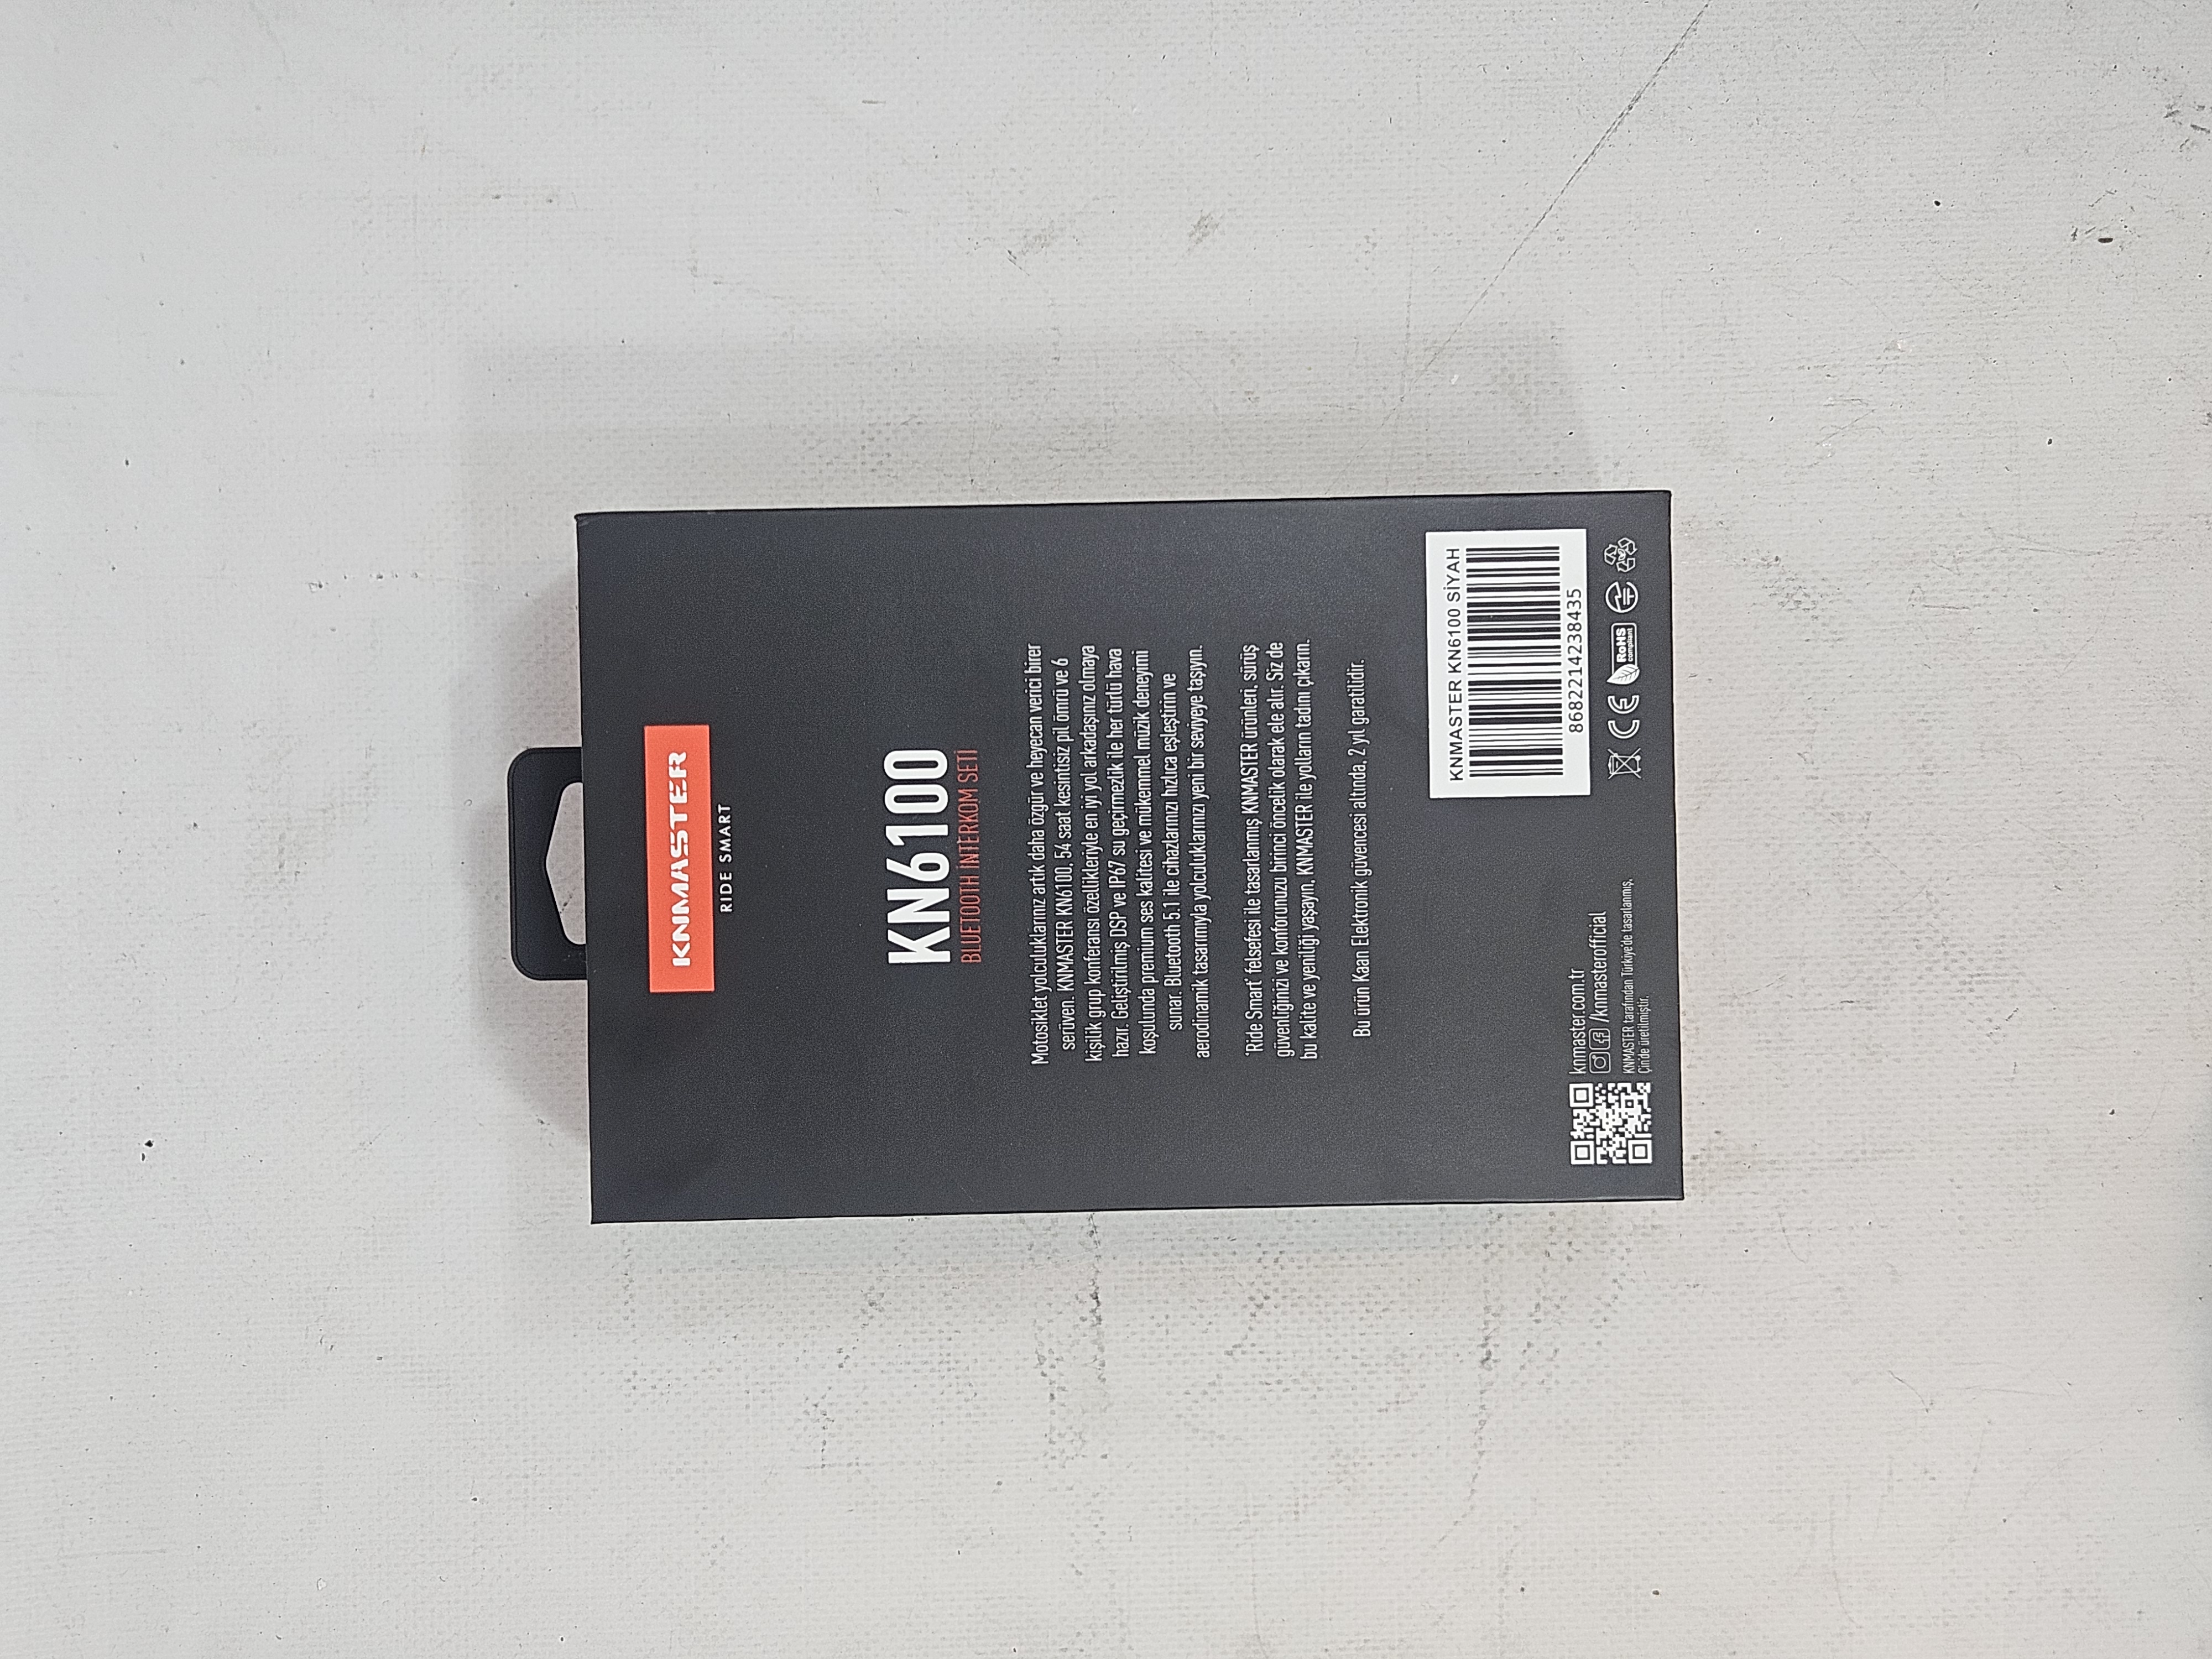 KNMASTER
RIDE SMART
KN6100
BLUETOOTH İNTERKOM SETİ
Motosiklet yolculuklarınız artık daha özgür ve heyecan verici birer
serüven. KNMASTER KN6100, 54 saat kesintisiz pil ömrü ve 6
kişilik grup konferansı özellikleriyle en iyi yol arkadaşınız olmaya
hazır. Geliştirilmiş DSP ve IP67 su geçirmezlik ile her türlü hava
koşulunda premium ses kalitesi ve mükemmel müzik deneyimi
sunar. Bluetooth 5.1 ile cihazlarınızı hızlıca eşleştirin ve
aerodinamik tasarımıyla yolculuklarınızı yeni bir seviyeye taşıyın.
'Ride Smart' felsefesi ile tasarlanmış KNMASTER ürünleri, sürüş
güvenliğinizi ve konforunuzu birinci öncelik olarak ele alır. Siz de
bu kalite ve yeniliği yaşayın, KNMASTER ile yolların tadını çıkarın.
Bu ürün Kaan Elektronik güvencesi altında, 2 yıl garatilidir.
KNMASTER KN6100 SİYAH
8682214238435
knmaster.com.tr
/knmasterofficial
KNMASTER tarafından Türkiye'de tasarlanmış,
Çin'de üretilmiştir.
CE
RoHS
compliant